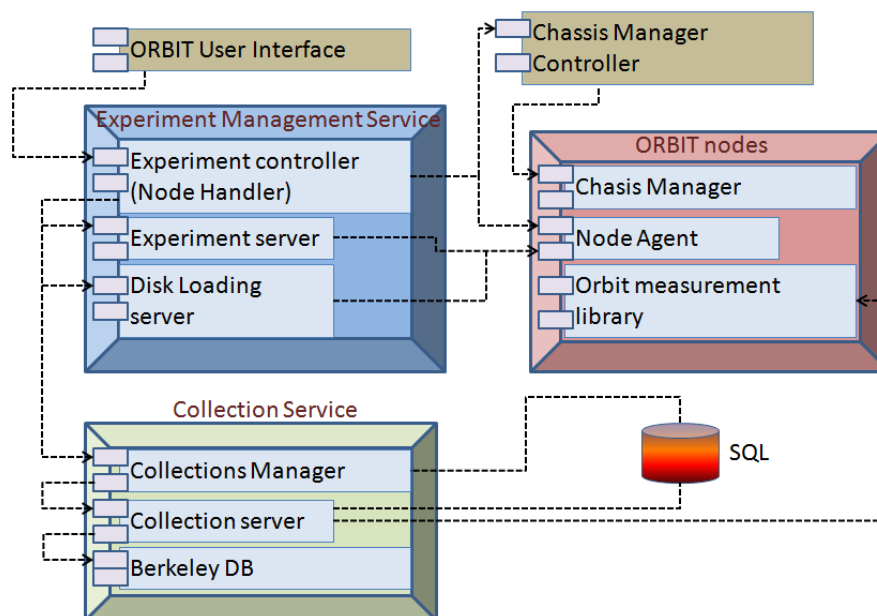 ORBIT User Interface
Chassis Manager
Controller
Experiment Management Service
Experiment controller
(Node Handler)
Experiment server
Disk Loading
server
ORBIT nodes
Chasis Manager
Node Agent
Orbit measurement
library
Collection Service
Collections Manager
Collection server
Berkeley DB
SQL